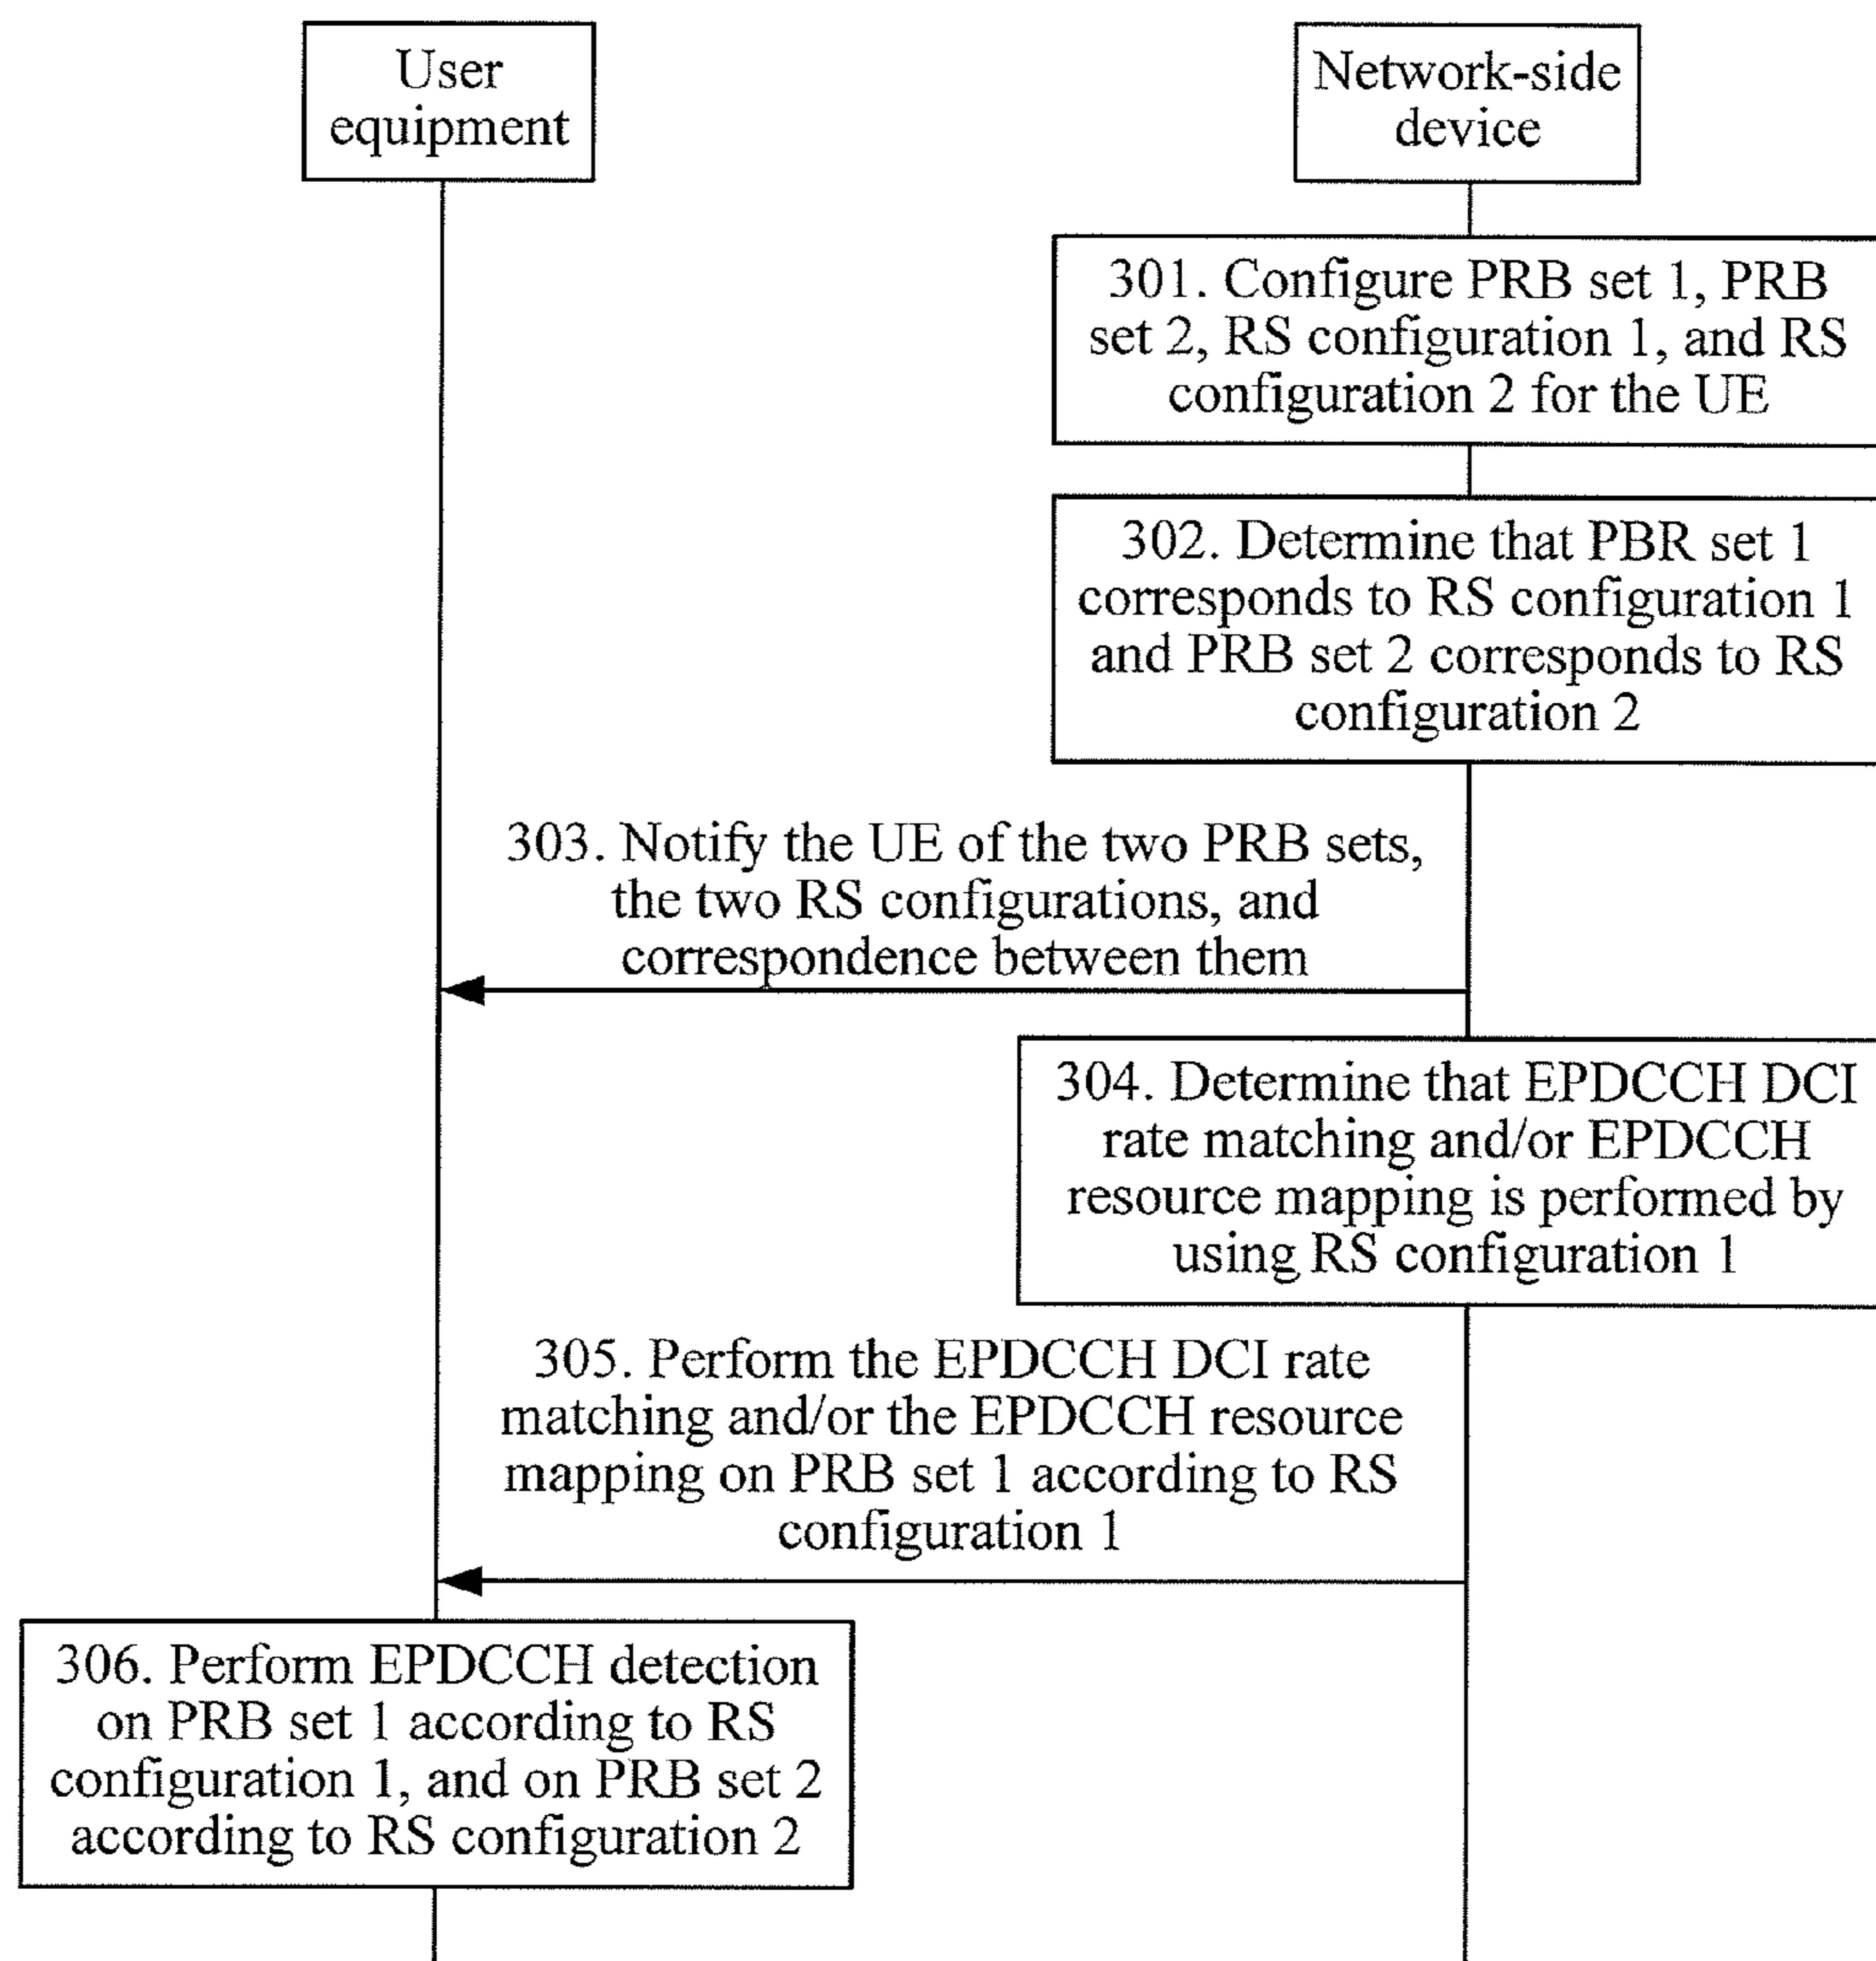 User
equipment
Network-side
device
301. Configure PRB set 1, PRB
set 2, RS configuration 1, and RS
configuration 2 for the UE
302. Determine that PBR set 1
corresponds to RS configuration 1
and PRB set 2 corresponds to RS
configuration 2
303. Notify the UE of the two PRB sets,
the two RS configurations, and
correspondence between them
304. Determine that EPDCCH DCI
rate matching and/or EPDCCH
resource mapping is performed by
using RS configuration 1
305. Perform the EPDCCH DCI rate
matching and/or the EPDCCH resource
mapping on PRB set 1 according to RS
configuration 1
306. Perform EPDCCH detection
on PRB set 1 according to RS
configuration 1, and on PRB set 2
according to RS configuration 2